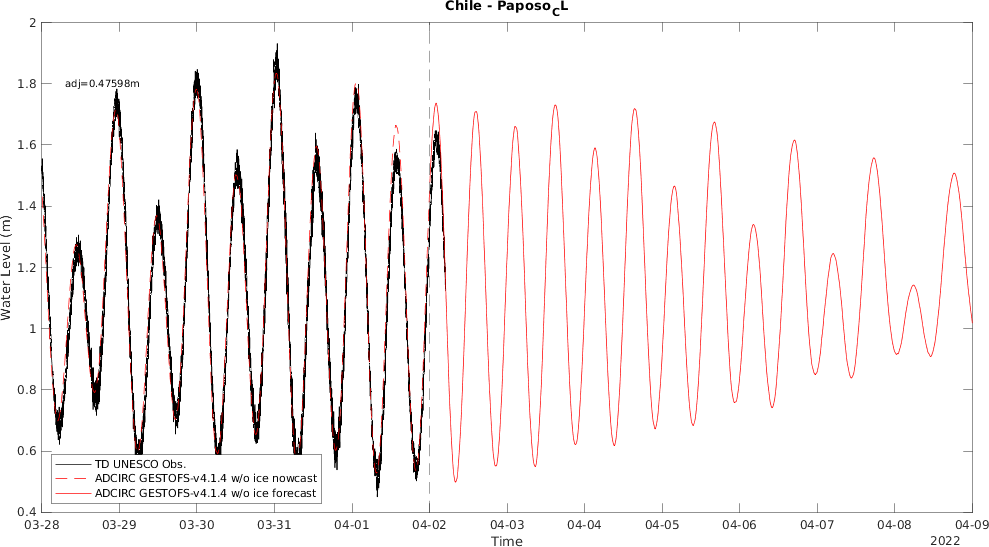 Chile - Paposo_CL
2
1.8
1.6
1.4
1.2
1
0.8
0.6
0.4
Water Level (m)
adj=0.47598m
TD UNESCO Obs.
ADCIRC GESTOFS-v4.1.4 w/o ice nowcast
ADCIRC GESTOFS-v4.1.4 w/o ice forecast
03-28 03-29 03-30 03-31 04-01 04-02 04-03 04-04 04-05 04-06 04-07 04-08 04-09
Time
2022